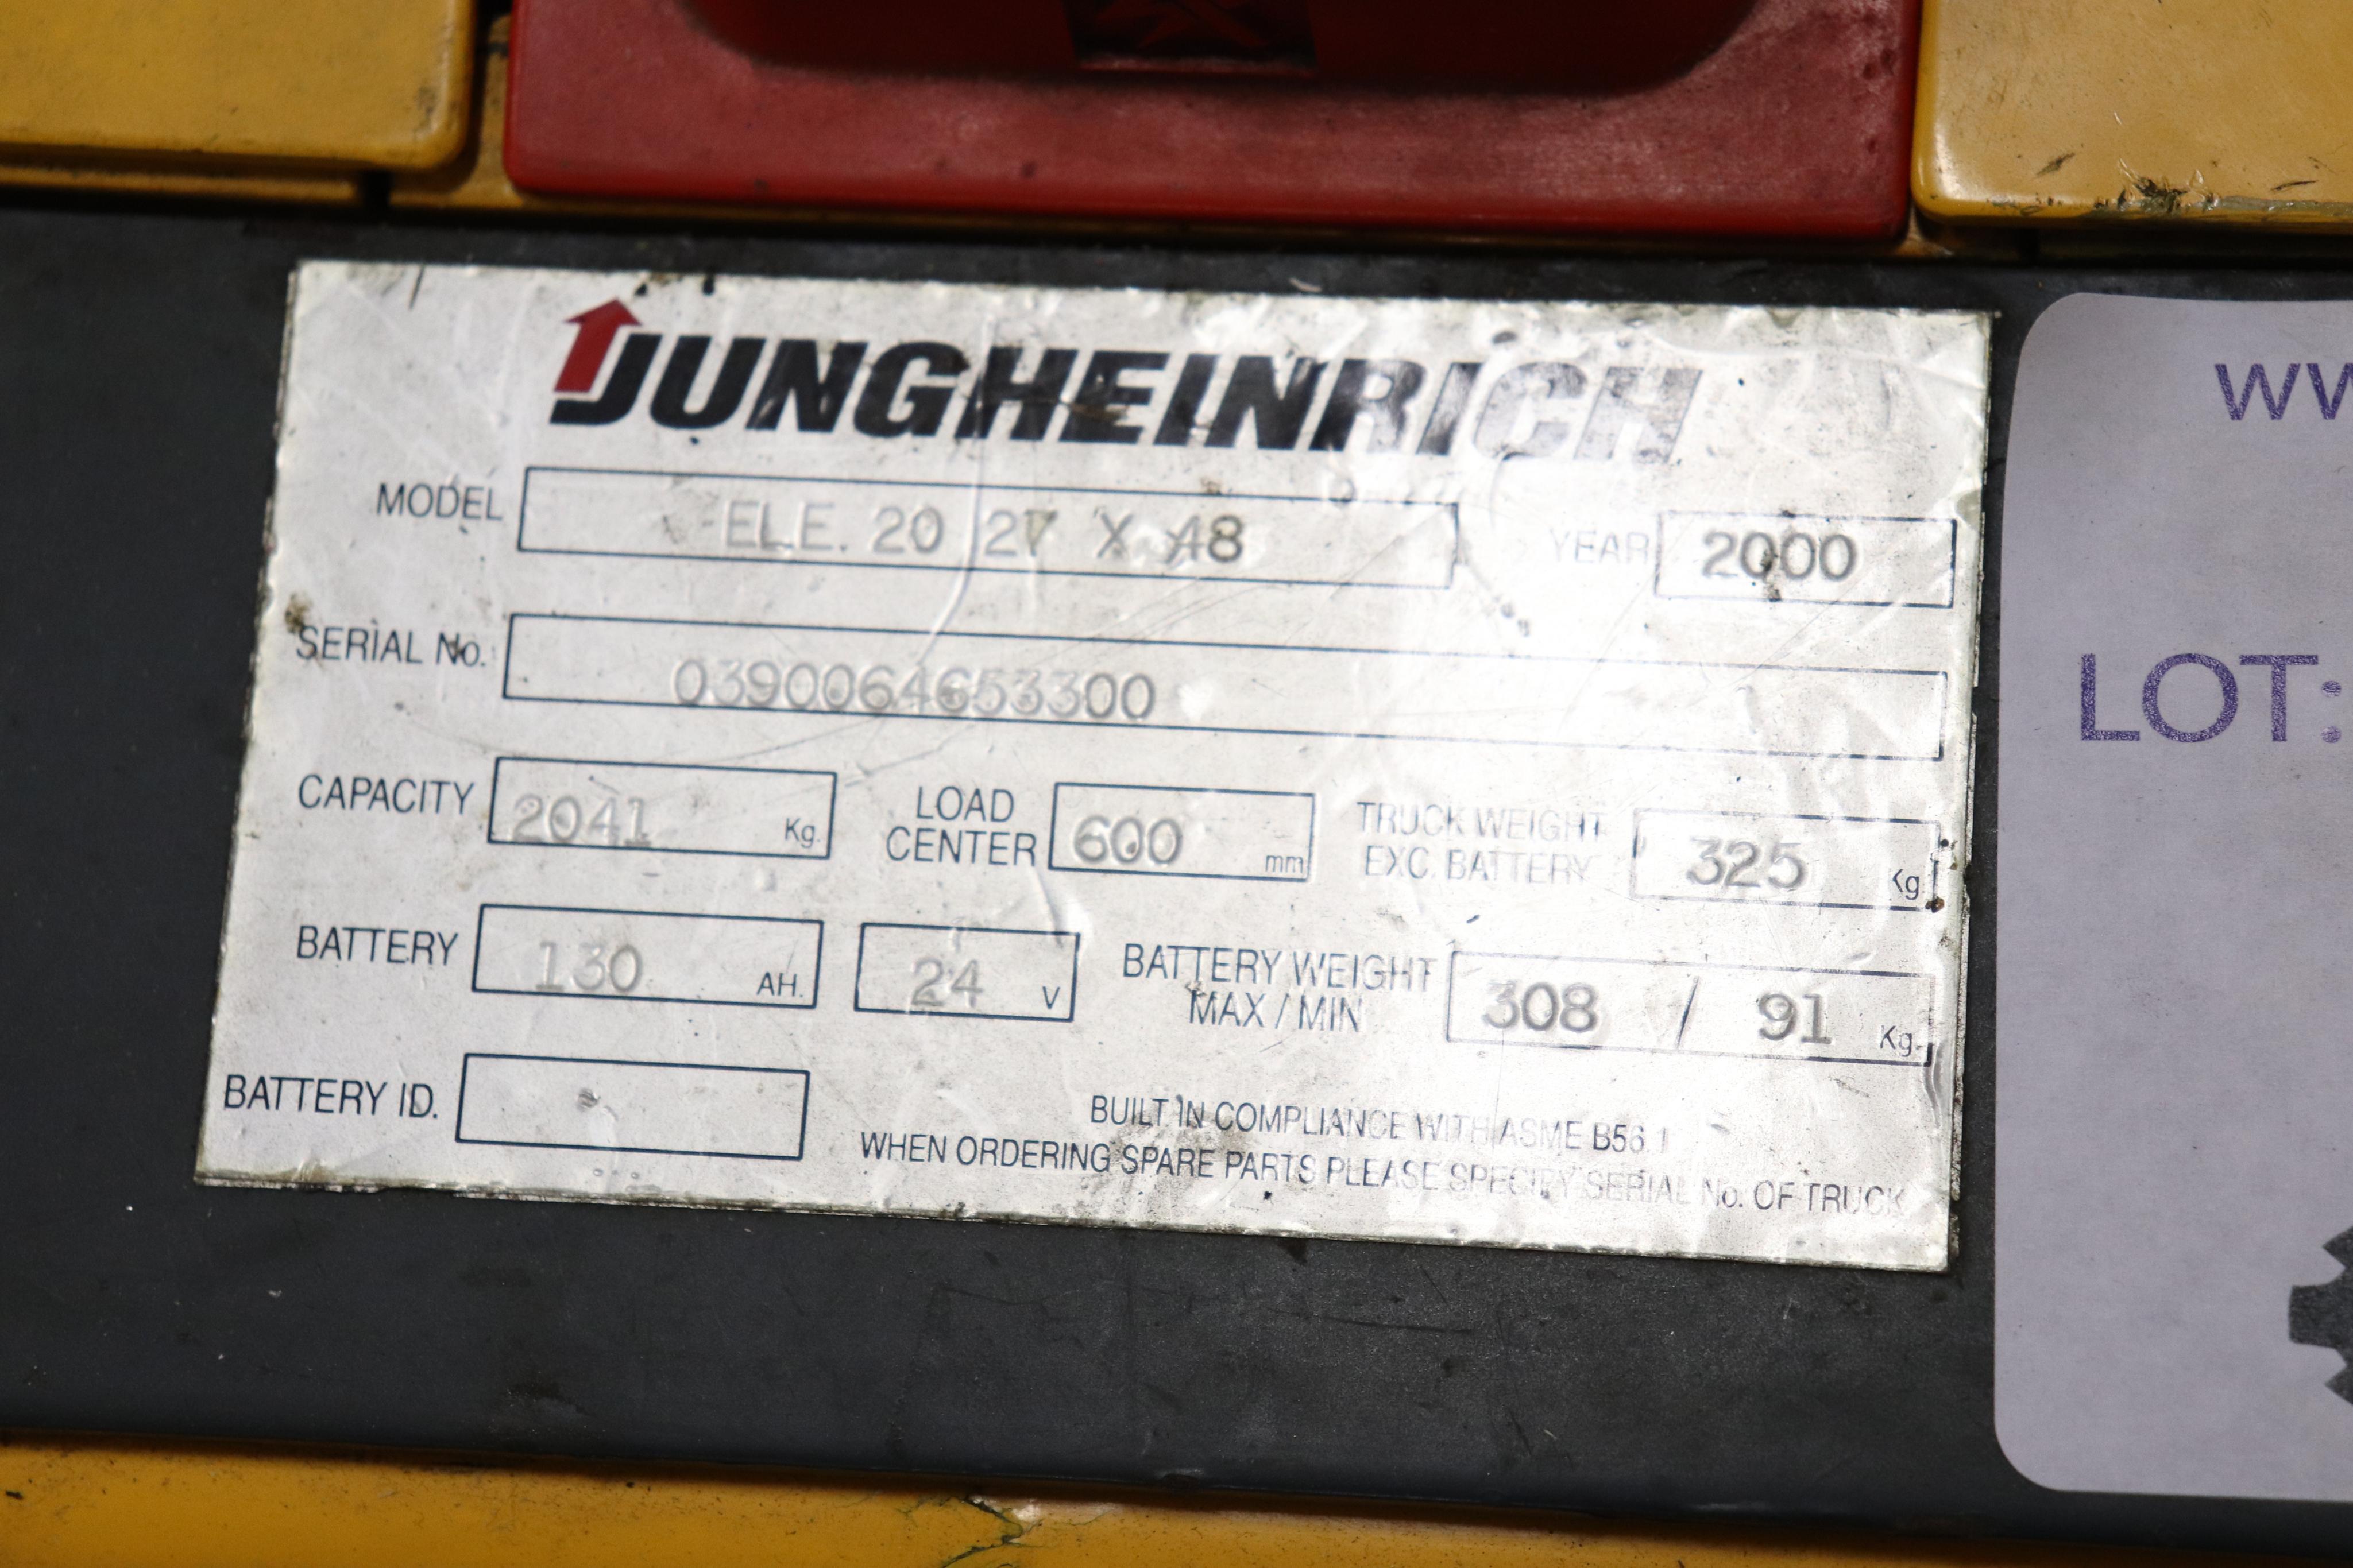 JUNGHEINRICH
MODEL ELE. 20 27 X 48 YEAR 2000
SERIAL No. 0390064653300
CAPACITY 2041 Kg. LOAD CENTER 600 mm TRUCK WEIGHT EXC. BATTERY 325 Kg
BATTERY 130 AH. 24 V BATTERY WEIGHT MAX / MIN 308 / 91 Kg.
BATTERY ID.
BUILT IN COMPLIANCE WITH ASME B56.1
WHEN ORDERING SPARE PARTS PLEASE SPECIFY SERIAL No. OF TRUCK
LOT: